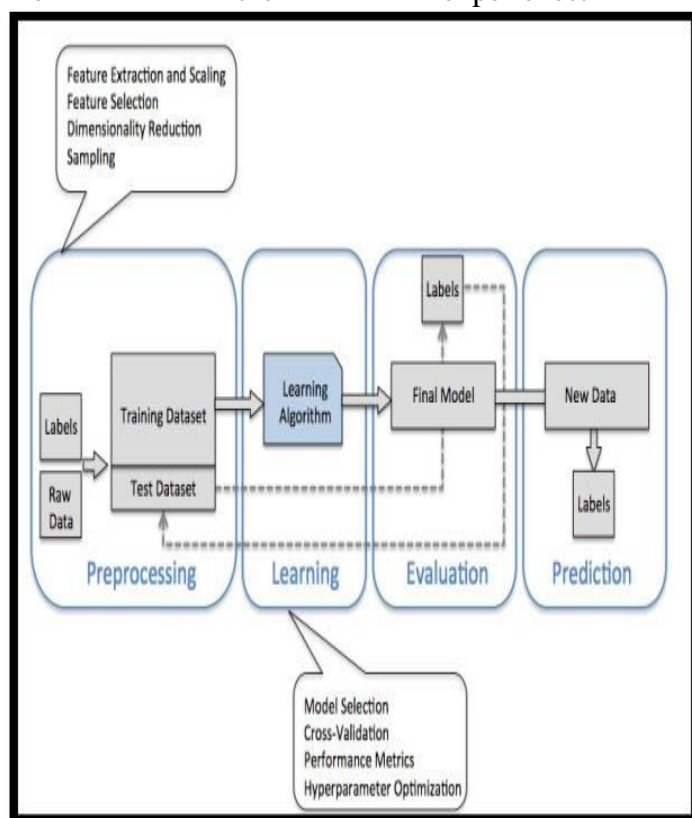 Feature Extraction and Scaling
Feature Selection
Dimensionality Reduction
Sampling
Labels
Raw
Data
Training Dataset
Test Dataset
Preprocessing
Learning
Algorithm
Learning
Labels
Final Model
Evaluation
New Data
Labels
Prediction
Model Selection
Cross-Validation
Performance Metrics
Hyperparameter Optimization